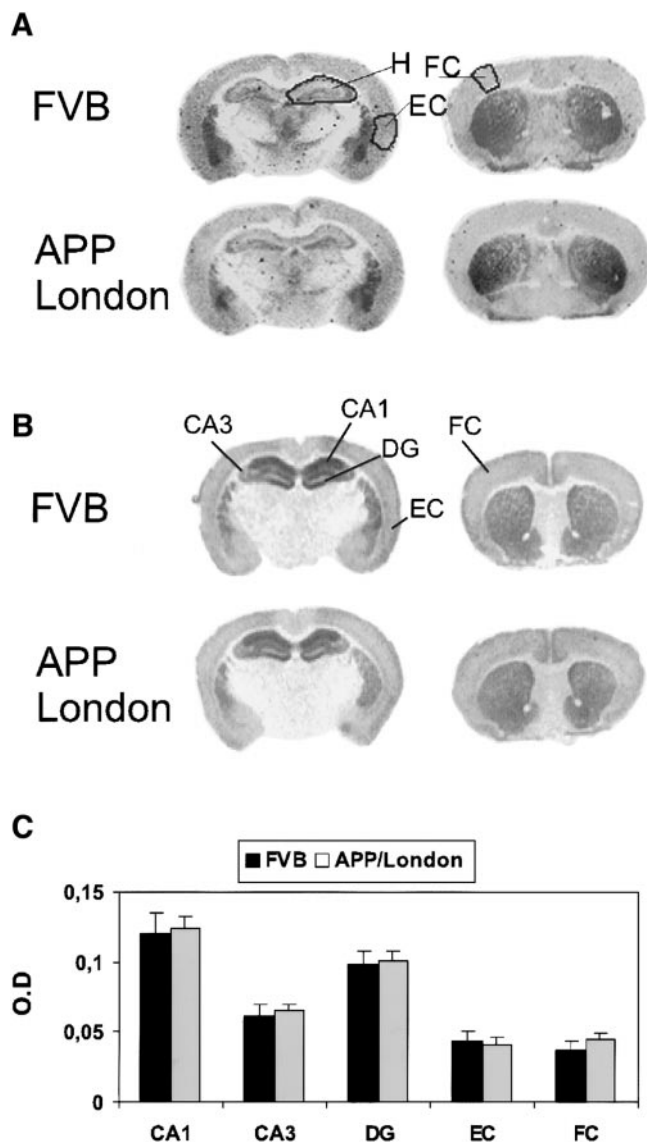 A
FVB
H
FC
EC
APP
London
B
CA3
CA1
DG
FC
FVB
EC
APP
London
C
FVB APP/London
0,15
0,1
0,05
0
O.D
CA1 CA3 DG EC FC